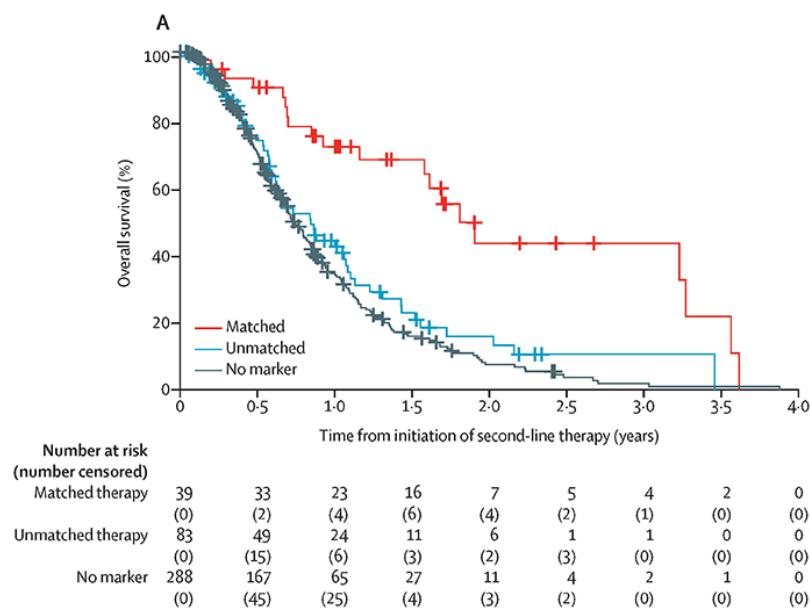 A
100
80
60
40
20
0
Overall survival (%)
Matched
Unmatched
No marker
0 0·5 1·0 1·5 2·0 2·5 3·0 3·5 4·0
Time from initiation of second-line therapy (years)
Number at risk
(number censored)
Matched therapy 39 33 23 16 7 5 4 2 0
(0) (2) (4) (6) (4) (2) (1) (0) (0)
Unmatched therapy 83 49 24 11 6 1 1 0 0
(0) (15) (6) (3) (2) (3) (0) (0) (0)
No marker 288 167 65 27 11 4 2 1 0
(0) (45) (25) (4) (3) (2) (0) (0) (0)